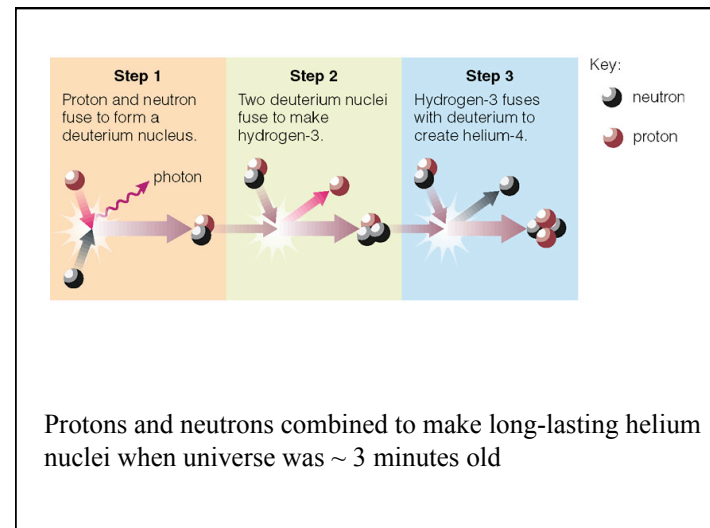 Step 1
Proton and neutron
fuse to form a
deuterium nucleus.
photon
Step 2
Two deuterium nuclei
fuse to make
hydrogen-3.
Step 3
Hydrogen-3 fuses
with deuterium to
create helium-4.
Key:
neutron
proton
Protons and neutrons combined to make long-lasting helium
nuclei when universe was ~ 3 minutes old